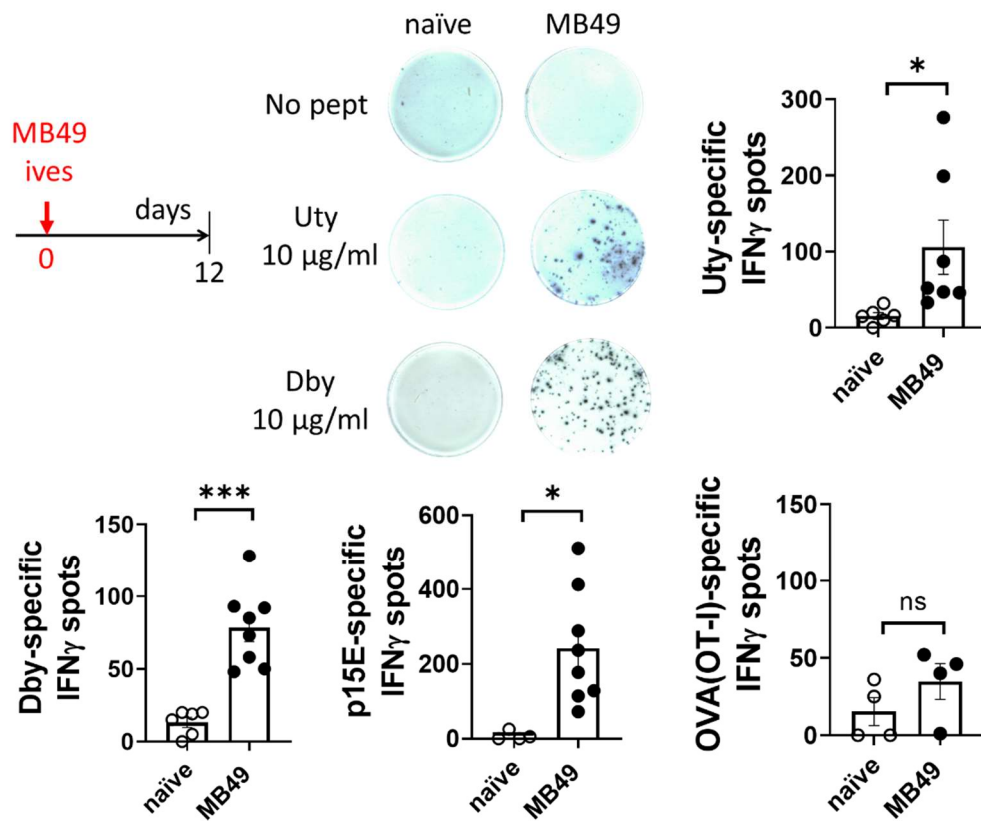 naïve
MB49
No pept
MB49
ives
days
0
12
Uty
10 µg/ml
Dby
10 µg/ml
Uty-specific
IFNγ spots
300
200
100
0
*
naïve
MB49
Dby-specific
IFNγ spots
150
100
50
0
***
naïve
MB49
p15E-specific
IFNγ spots
600
400
200
0
*
naïve
MB49
OVA(OT-I)-specific
IFNγ spots
150
100
50
0
ns
naïve
MB49